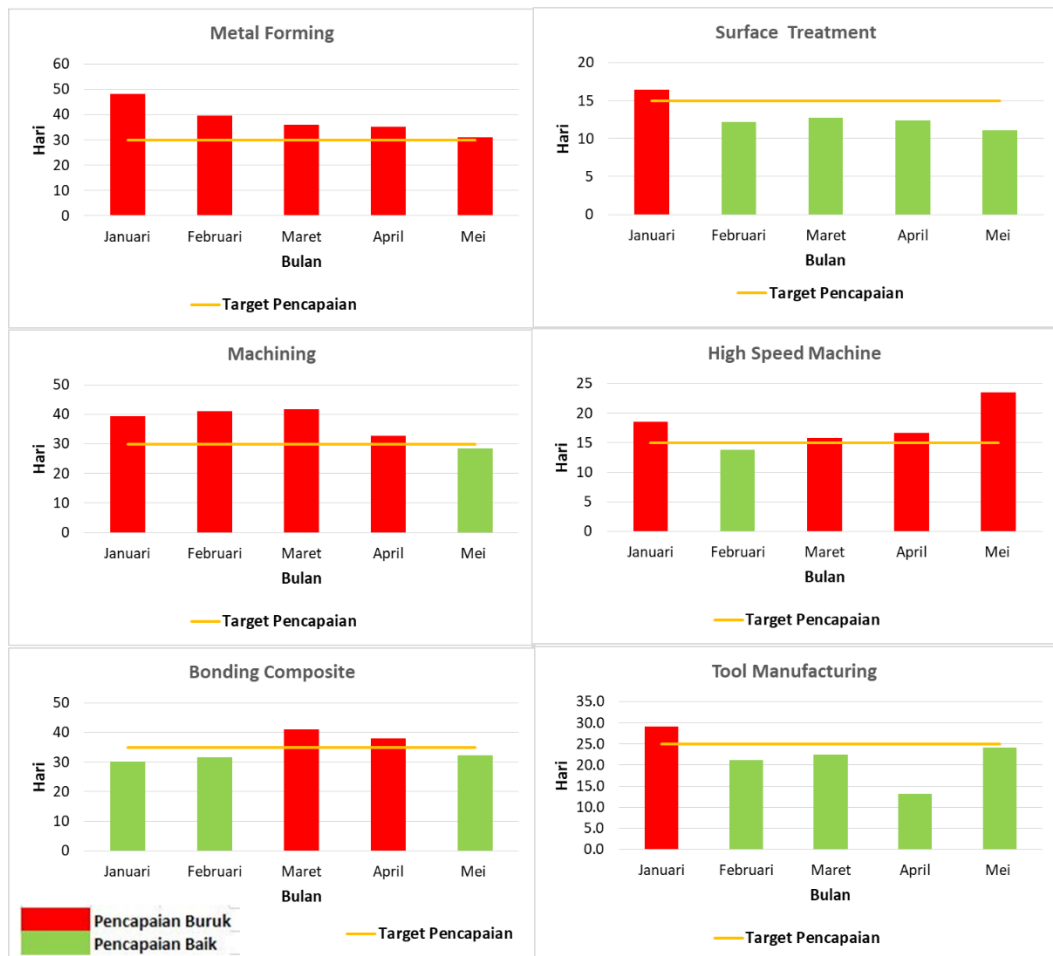 Metal Forming
60
50
40
30
20
10
0
Hari
Januari Februari Maret April Mei
Bulan
Target Pencapaian
Surface Treatment
20
15
10
5
0
Hari
Januari Februari Maret April Mei
Bulan
Target Pencapaian
Machining
50
40
30
20
10
0
Hari
Januari Februari Maret April Mei
Bulan
Target Pencapaian
High Speed Machine
25
20
15
10
5
0
Hari
Januari Februari Maret April Mei
Bulan
Target Pencapaian
Bonding Composite
50
40
30
20
10
0
Hari
Januari Februari Maret April Mei
Bulan
Pencapaian Buruk
Pencapaian Baik
Target Pencapaian
Tool Manufacturing
35.0
30.0
25.0
20.0
15.0
10.0
5.0
0.0
Hari
Januari Februari Maret April Mei
Bulan
Target Pencapaian